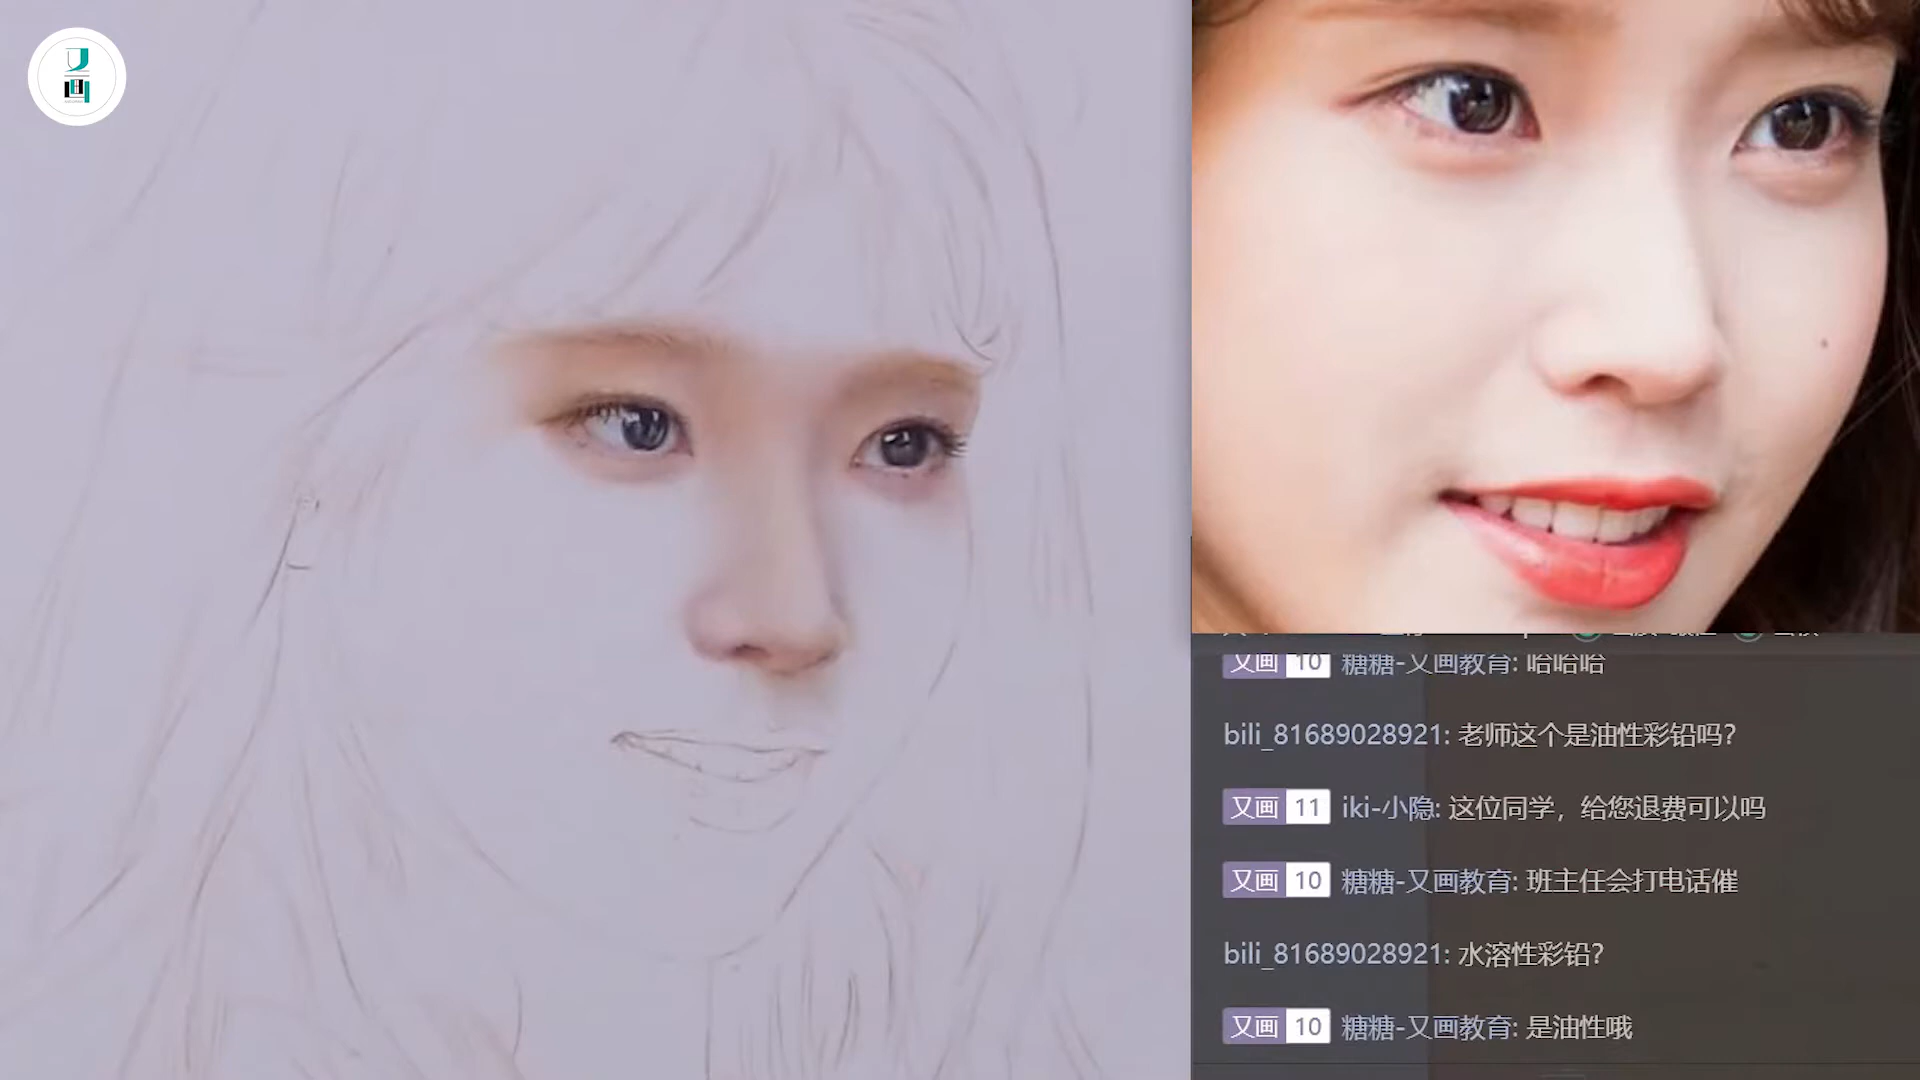 又画
又画 10 糖糖-又画教育: 哈哈哈
bili_81689028921: 老师这个是油性彩铅吗?
又画 11 iki-小隐: 这位同学，给您退费可以吗
又画 10 糖糖-又画教育: 班主任会打电话催
bili_81689028921: 水溶性彩铅?
又画 10 糖糖-又画教育: 是油性哦